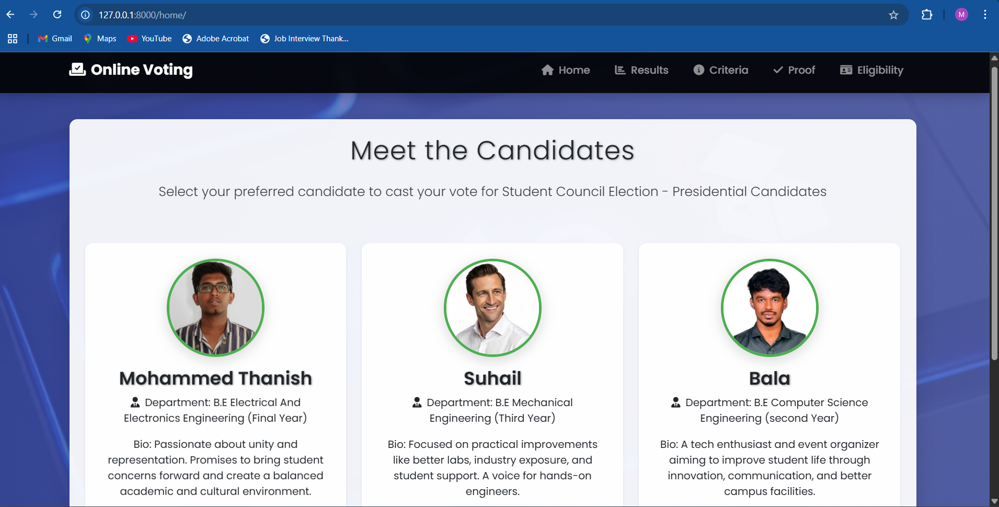 127.0.0.1:8000/home/
M
Gmail Maps YouTube Adobe Acrobat Job Interview Thank...
Online Voting Home Results Criteria Proof Eligibility
Meet the Candidates
Select your preferred candidate to cast your vote for Student Council Election - Presidential Candidates
Mohammed Thanish
Department: B.E Electrical And
Electronics Engineering (Final Year)
Bio: Passionate about unity and
representation. Promises to bring student
concerns forward and create a balanced
academic and cultural environment.
Suhail
Department: B.E Mechanical
Engineering (Third Year)
Bio: Focused on practical improvements
like better labs, industry exposure, and
student support. A voice for hands-on
engineers.
Bala
Department: B.E Computer Science
Engineering (second Year)
Bio: A tech enthusiast and event organizer
aiming to improve student life through
innovation, communication, and better
campus facilities.